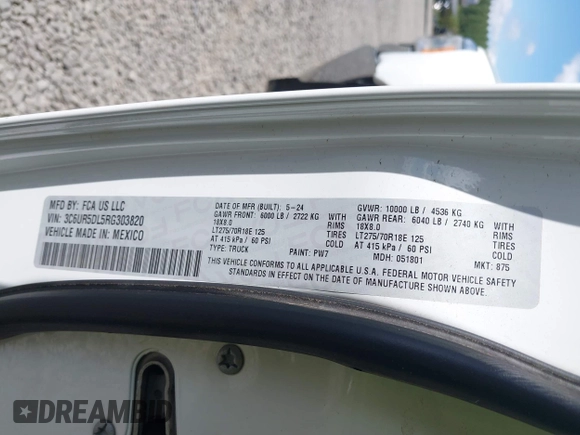 MFD BY: FCA US LLC
VIN: 3C6UR5DL5RG303820
VEHICLE MADE IN: MEXICO
DATE OF MFR (BUILT): 5-24
GAWR FRONT: 6000 LB / 2722 KG WITH
18X8.0 RIMS
LT275/70R18E 125 TIRES
AT 415 kPa / 60 PSI COLD
TYPE: TRUCK PAINT: PW7
GVWR: 10000 LB / 4536 KG
GAWR REAR: 6040 LB / 2740 KG WITH
18X8.0 RIMS
LT275/70R18E 125 TIRES
AT 415 kPa / 60 PSI COLD
MDH: 051801 MKT: 875
THIS VEHICLE CONFORMS TO ALL APPLICABLE U.S.A. FEDERAL MOTOR VEHICLE SAFETY
STANDARDS IN EFFECT ON THE DATE OF MANUFACTURE SHOWN ABOVE.
DREAMBID